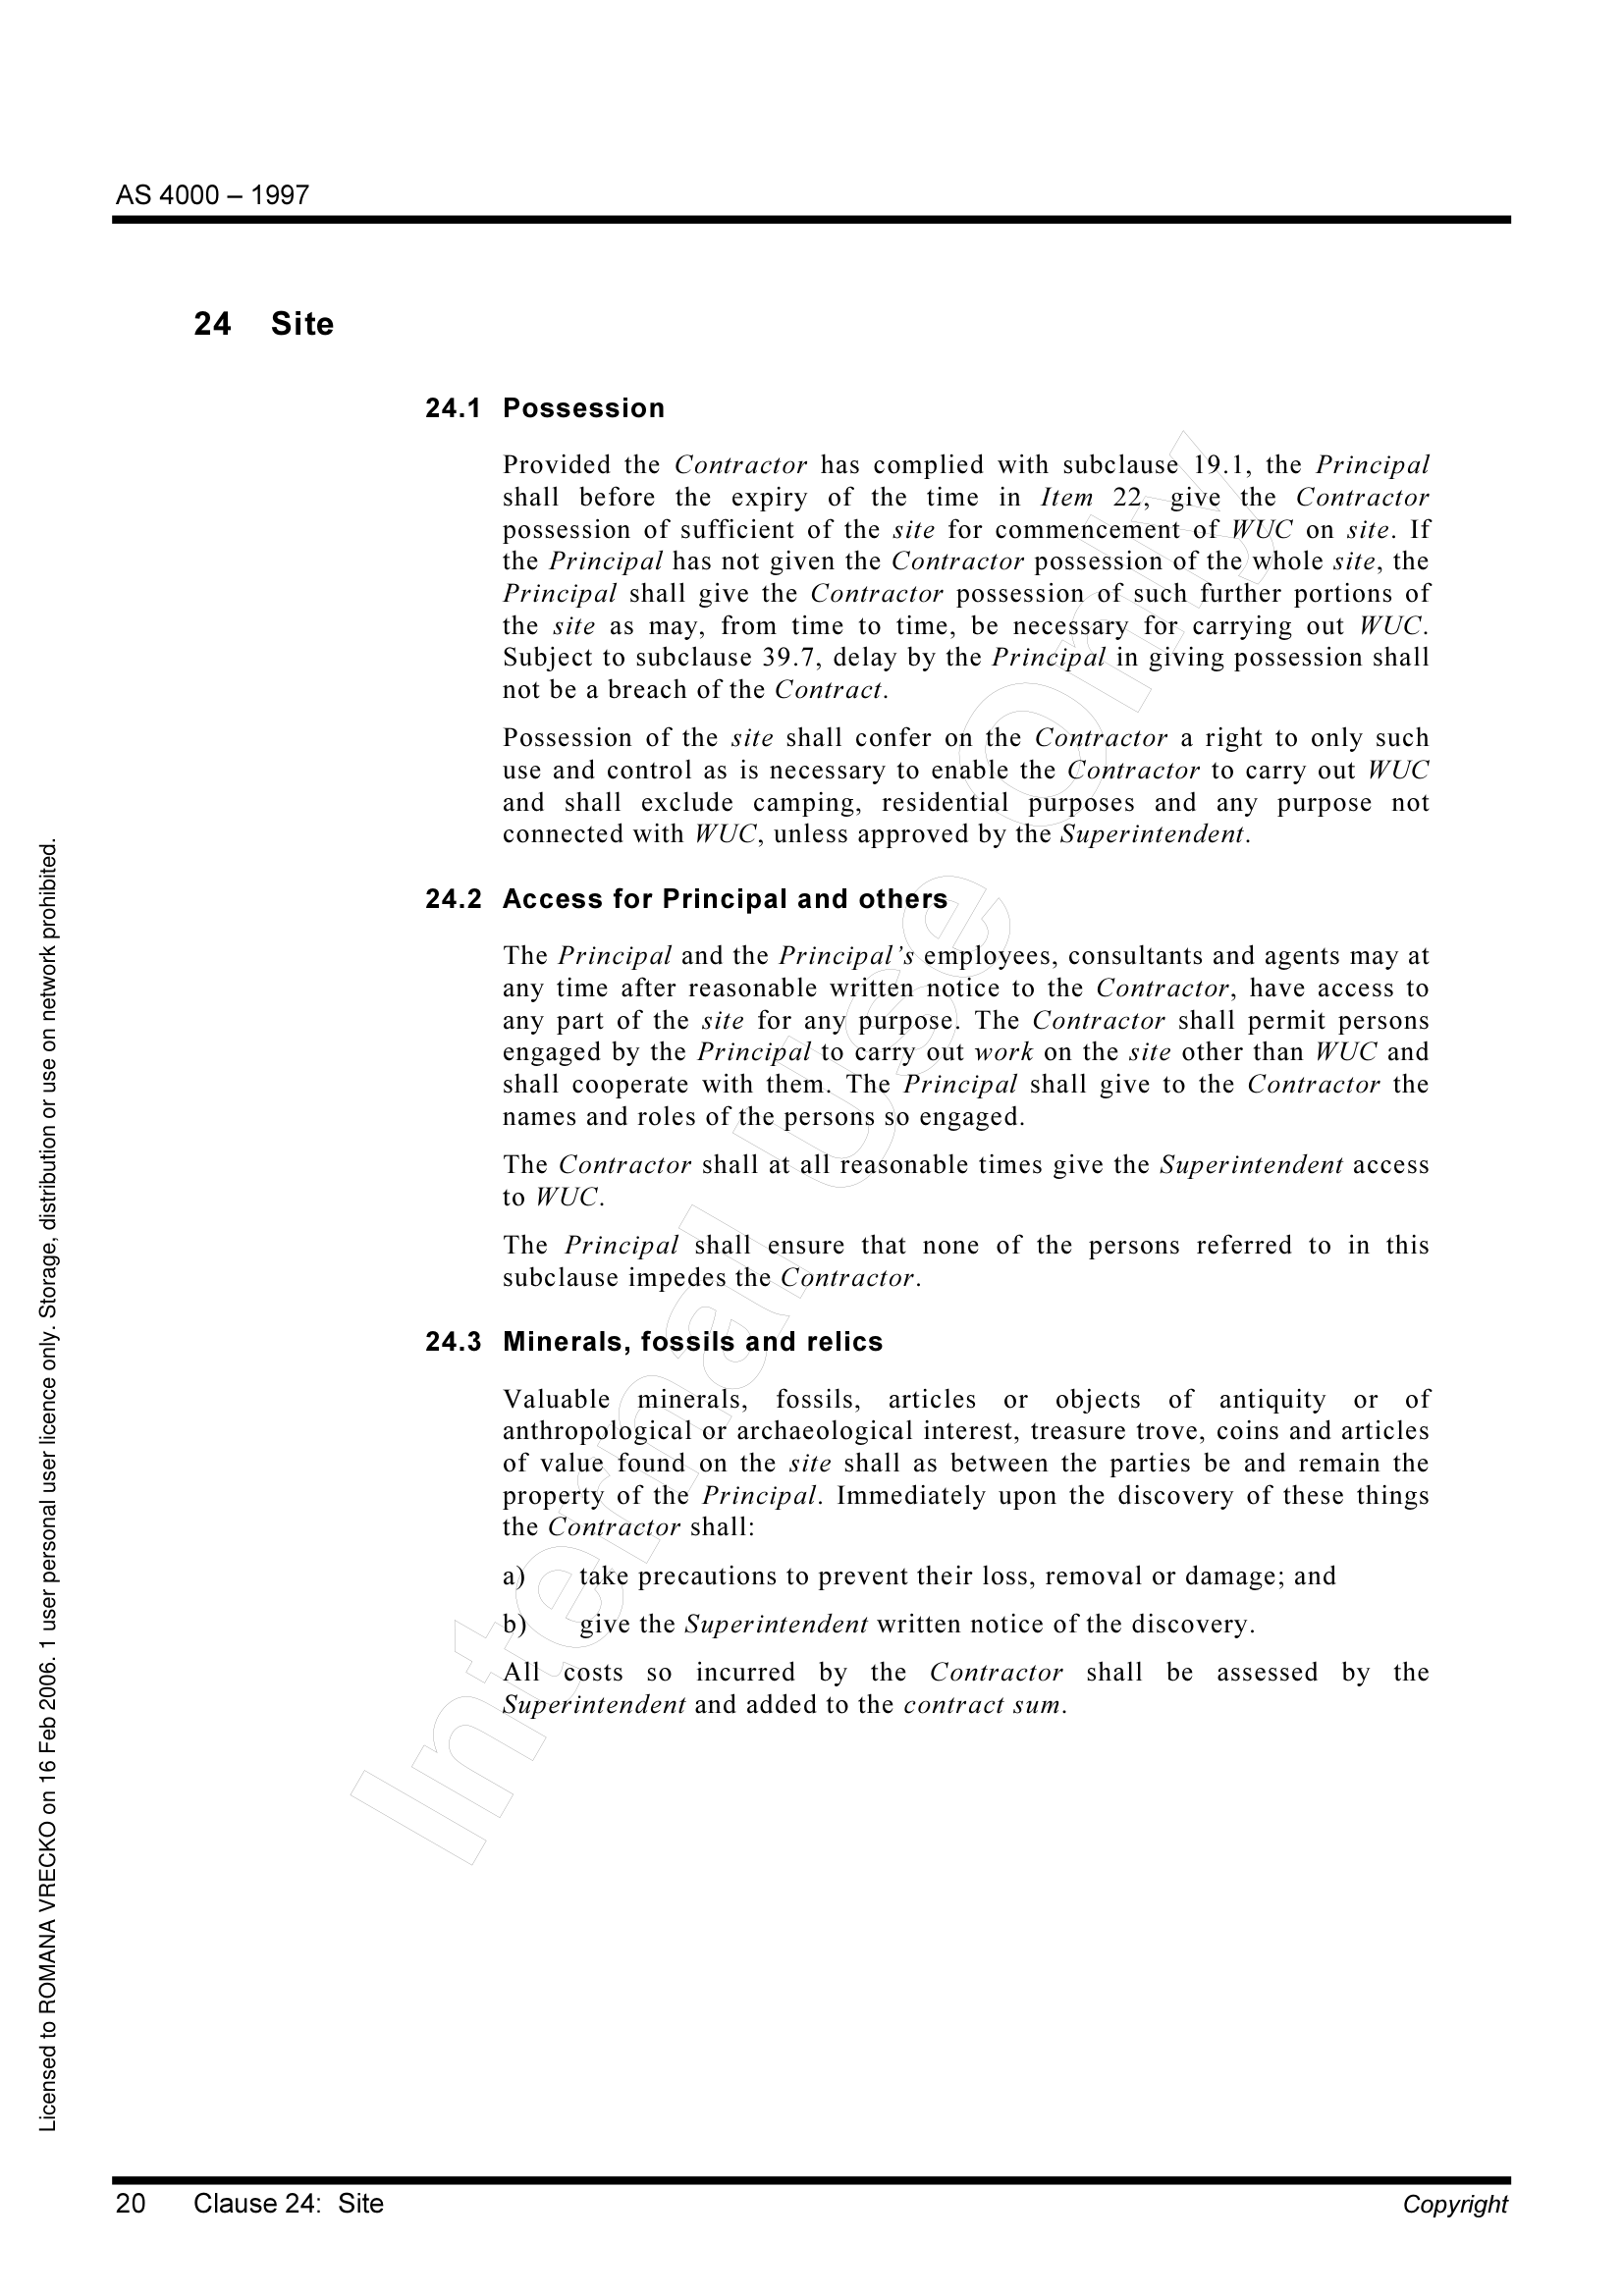 AS 4000 – 1997
24 Site
24.1 Possession
Provided the Contractor has complied with subclause 19.1, the Principal
shall before the expiry of the time in Item 22, give the Contractor
possession of sufficient of the site for commencement of WUC on site. If
the Principal has not given the Contractor possession of the whole site, the
Principal shall give the Contractor possession of such further portions of
the site as may, from time to time, be necessary for carrying out WUC.
Subject to subclause 39.7, delay by the Principal in giving possession shall
not be a breach of the Contract.
Possession of the site shall confer on the Contractor a right to only such
use and control as is necessary to enable the Contractor to carry out WUC
and shall exclude camping, residential purposes and any purpose not
connected with WUC, unless approved by the Superintendent.
24.2 Access for Principal and others
The Principal and the Principal’s employees, consultants and agents may at
any time after reasonable written notice to the Contractor, have access to
any part of the site for any purpose. The Contractor shall permit persons
engaged by the Principal to carry out work on the site other than WUC and
shall cooperate with them. The Principal shall give to the Contractor the
names and roles of the persons so engaged.
The Contractor shall at all reasonable times give the Superintendent access
to WUC.
The Principal shall ensure that none of the persons referred to in this
subclause impedes the Contractor.
24.3 Minerals, fossils and relics
Valuable minerals, fossils, articles or objects of antiquity or of
anthropological or archaeological interest, treasure trove, coins and articles
of value found on the site shall as between the parties be and remain the
property of the Principal. Immediately upon the discovery of these things
the Contractor shall:
a) take precautions to prevent their loss, removal or damage; and
b) give the Superintendent written notice of the discovery.
All costs so incurred by the Contractor shall be assessed by the
Superintendent and added to the contract sum.
20 Clause 24: Site Copyright
Licensed to ROMANA VRECKO on 16 Feb 2006. 1 user personal user licence only. Storage, distribution or use on network prohibited.
Internal Use Only